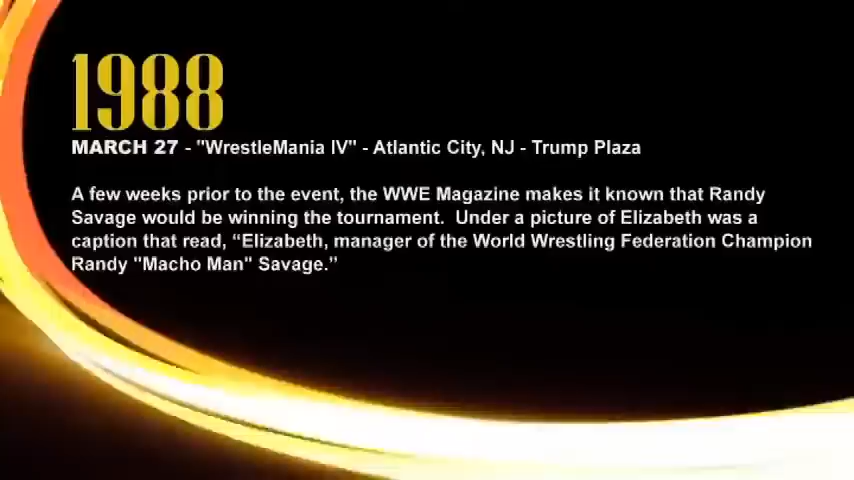 1988
MARCH 27 - "WrestleMania IV" - Atlantic City, NJ - Trump Plaza
A few weeks prior to the event, the WWE Magazine makes it known that Randy
Savage would be winning the tournament.  Under a picture of Elizabeth was a
caption that read, “Elizabeth, manager of the World Wrestling Federation Champion
Randy "Macho Man" Savage.”